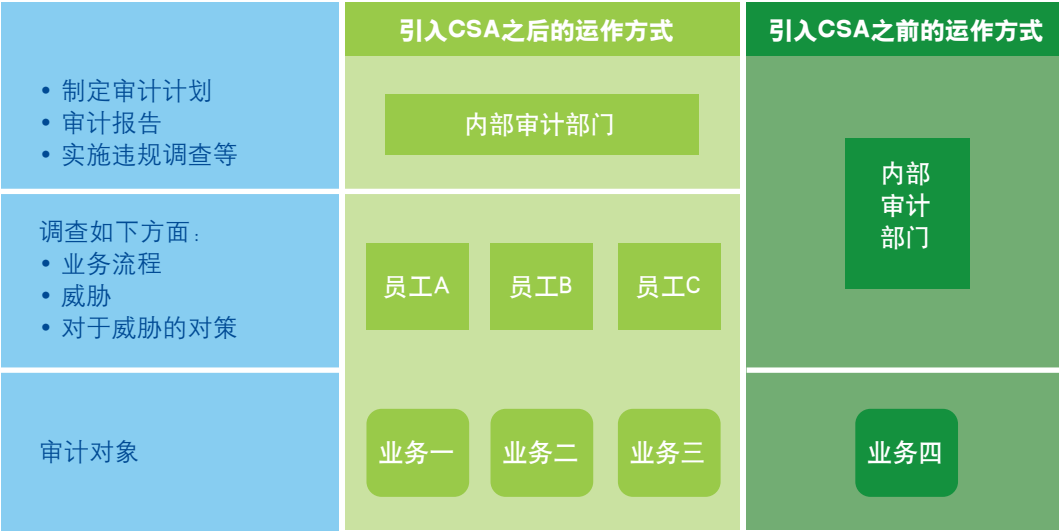 引入CSA之后的运作方式
引入CSA之前的运作方式
• 制定审计计划
• 审计报告
• 实施违规调查等
内部审计部门
内部
审计
部门
调查如下方面：
• 业务流程
• 威胁
• 对于威胁的对策
员工A
员工B
员工C
审计对象
业务一
业务二
业务三
业务四